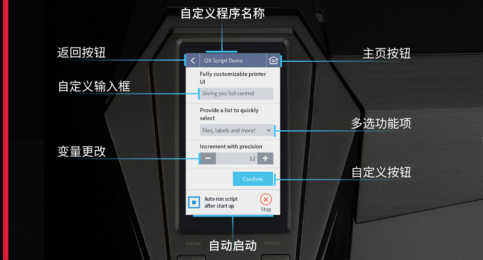 自定义程序名称
返回按钮
OX Script Demo
主页按钮
Fully customizable printer
UI
自定义输入框
Giving you full control
Provide a list to quickly
select
Files, labels and more!
多选功能项
Increment with precision
变量更改
3.2
自定义按钮
Confirm
Auto run script
after start up
Stop
自动启动